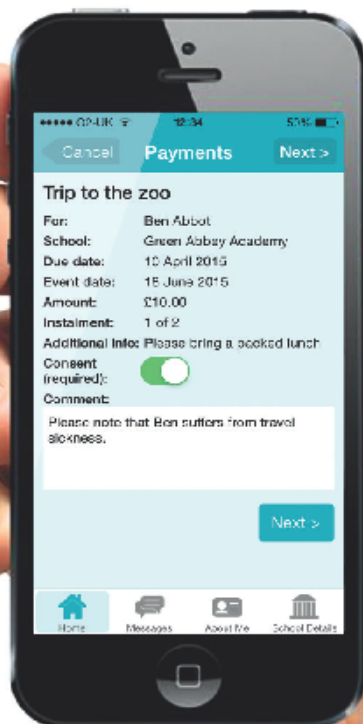 O2-UK 12:34 50%
Cancel Payments Next >
Trip to the zoo
For: Ben Abbot
School: Green Abbey Academy
Due date: 10 April 2015
Event date: 15 June 2015
Amount: £10.00
Instalment: 1 of 2
Additional Info: Please bring a packed lunch
Consent
(required):
Comment:
Please note that Ben suffers from travel
sickness.
Next >
Home Messages About Me School Details